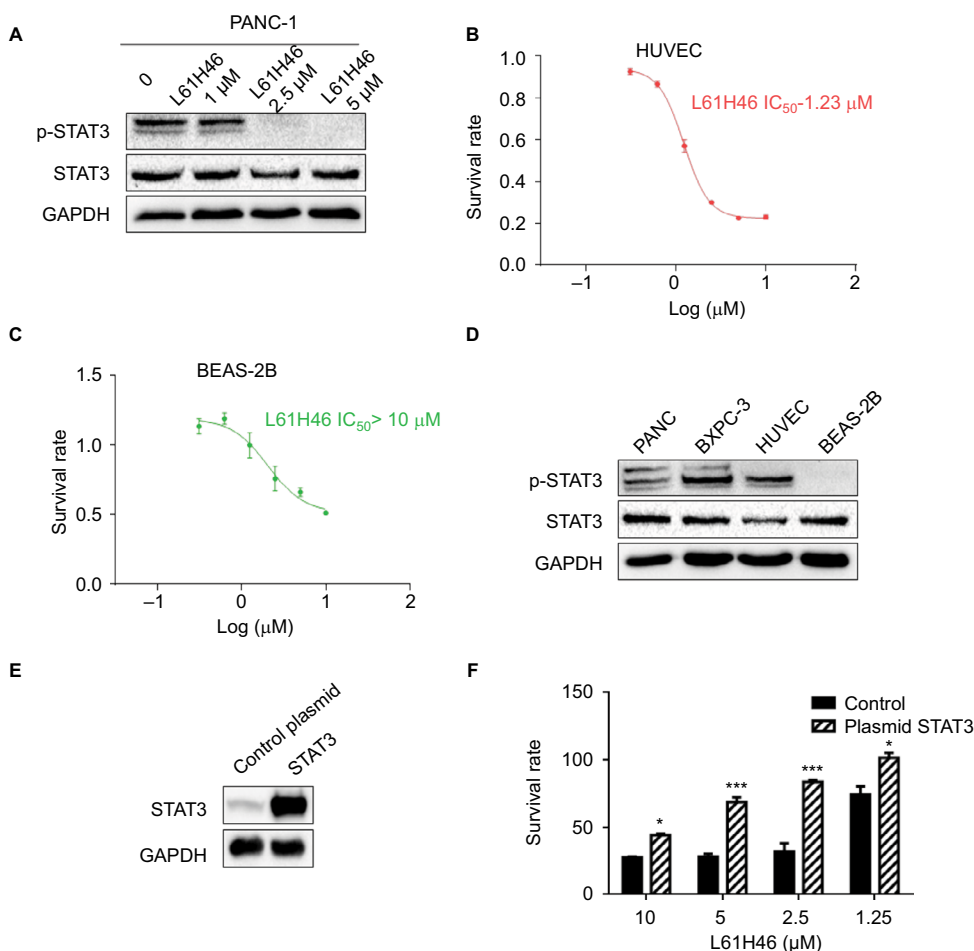 A
PANC-1
0
L61H46
1 µM
L61H46
2.5 µM
L61H46
5 µM
p-STAT3
STAT3
GAPDH
B
HUVEC
L61H46 IC50-1.23 µM
Survival rate
1.0
0.8
0.6
0.4
0.2
0.0
–1
0
1
2
Log (µM)
C
BEAS-2B
L61H46 IC50> 10 µM
Survival rate
1.5
1.0
0.5
0.0
–1
0
1
2
Log (µM)
D
PANC
BXPC-3
HUVEC
BEAS-2B
p-STAT3
STAT3
GAPDH
E
Control plasmid
STAT3
STAT3
GAPDH
F
Survival rate
150
100
50
0
Control
Plasmid STAT3
*
***
***
*
10
5
2.5
1.25
L61H46 (µM)